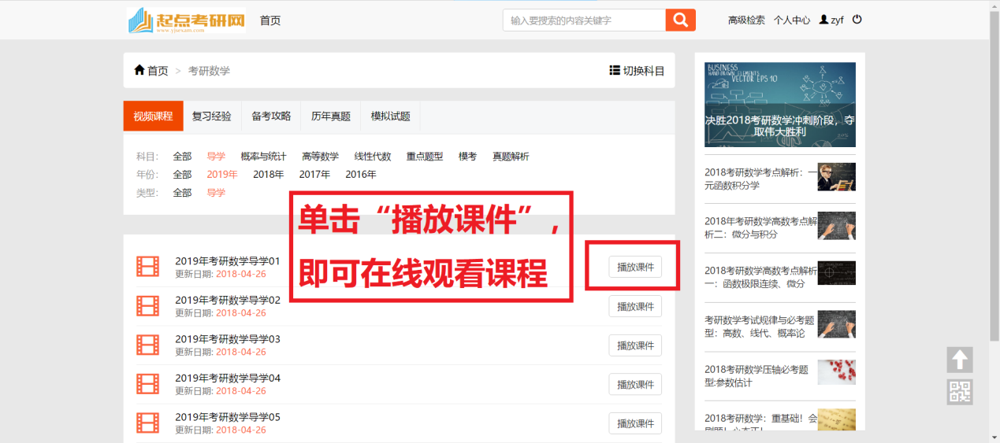 起点考研网
www.yjsexam.com
首页
输入要搜索的内容关键字
高级检索 个人中心 zyf
首页 > 考研数学
切换科目
视频课程 复习经验 备考攻略 历年真题 模拟试题
科目： 全部 导学 概率与统计 高等数学 线性代数 重点题型 模考 真题解析
年份： 全部 2019年 2018年 2017年 2016年
类型： 全部 导学
单击“播放课件”，
即可在线观看课程
2019年考研数学导学01
更新日期: 2018-04-26
播放课件
2019年考研数学导学02
更新日期: 2018-04-26
播放课件
2019年考研数学导学03
更新日期: 2018-04-26
播放课件
2019年考研数学导学04
更新日期: 2018-04-26
播放课件
2019年考研数学导学05
更新日期: 2018-04-26
播放课件
BUSINESS
HAND-DRAWN ELEMENTS
VECTOR EPS 10
决胜2018考研数学冲刺阶段，夺
取伟大胜利
2018考研数学考点解析：一
元函数积分学
2018年考研数学高数考点解
析二：微分与积分
2018考研数学高数考点解析
一：函数极限连续、微分
考研数学考试规律与必考题
型：高数、线代、概率论
2018考研数学压轴必考题
型:参数估计
2018考研数学：重基础！会
刷题！心态正！